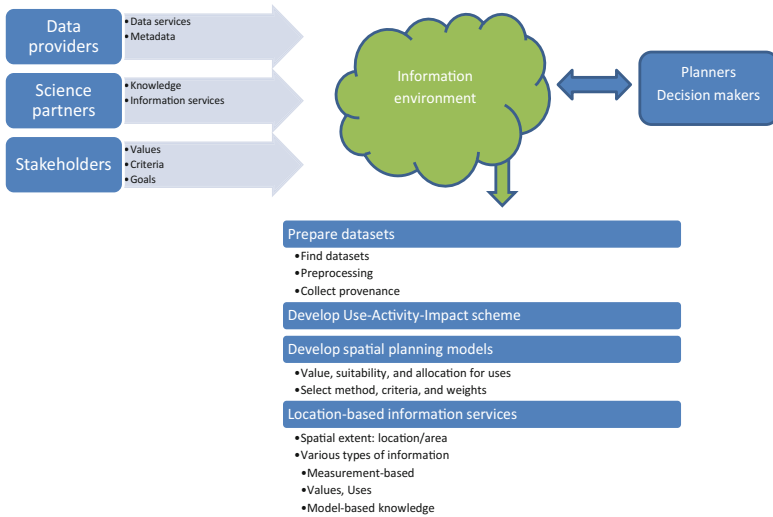 Data
providers
•Data services
•Metadata
Science
partners
•Knowledge
•Information services
Stakeholders
•Values
•Criteria
•Goals
Information
environment
Planners
Decision makers
Prepare datasets
•Find datasets
•Preprocessing
•Collect provenance
Develop Use-Activity-Impact scheme
Develop spatial planning models
•Value, suitability, and allocation for uses
•Select method, criteria, and weights
Location-based information services
•Spatial extent: location/area
•Various types of information
•Measurement-based
•Values, Uses
•Model-based knowledge